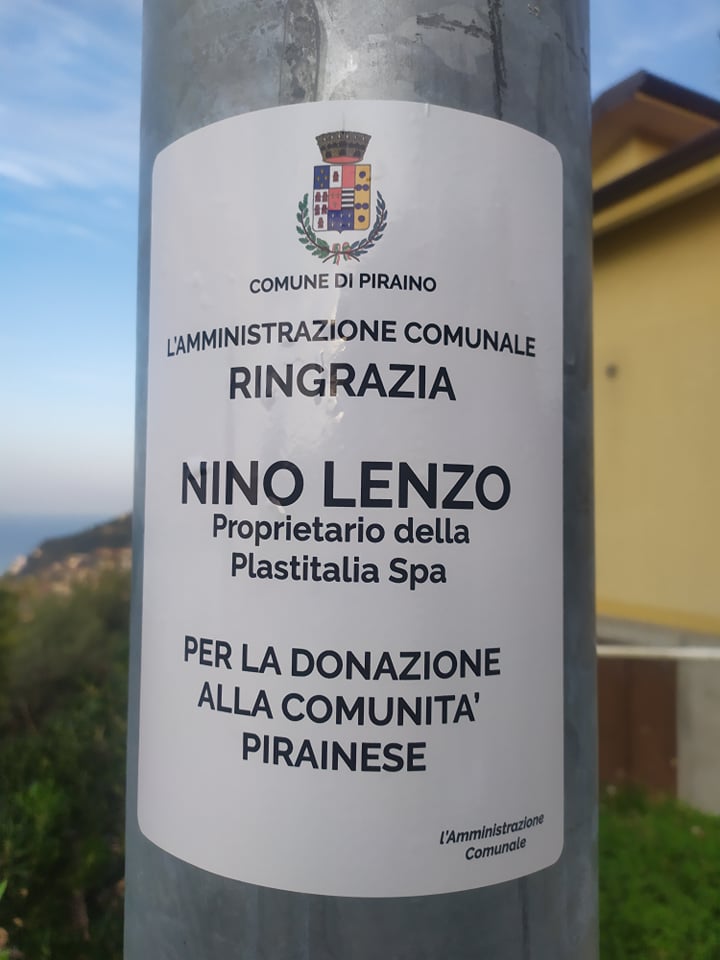 COMUNE DI PIRAINO
L'AMMINISTRAZIONE COMUNALE
RINGRAZIA
NINO LENZO
Proprietario della
Plastitalia Spa
PER LA DONAZIONE
ALLA COMUNITA'
PIRAINESE
l'Amministrazione
Comunale